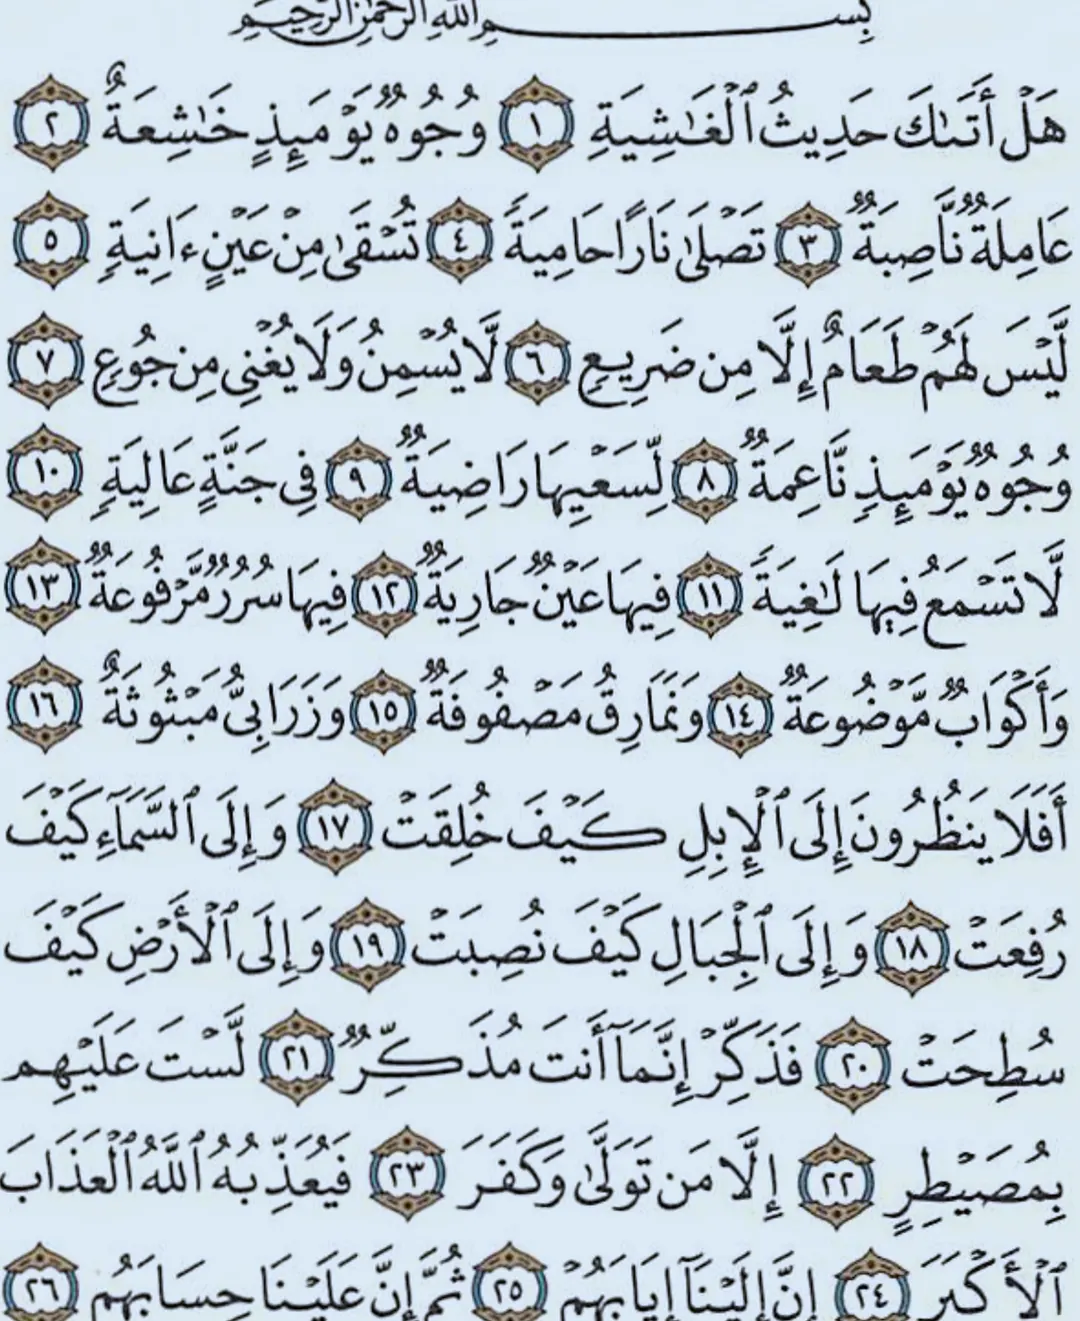 بِسْمِ اللَّهِ الرَّحْمَٰنِ الرَّحِيمِ
هَلْ أَتَىٰكَ حَدِيثُ ٱلْغَٰشِيَةِ ١ وُجُوهٌ يَوْمَئِذٍ خَٰشِعَةٌ ٢
عَامِلَةٌ نَّاصِبَةٌ ٣ تَصْلَىٰ نَارًا حَامِيَةً ٤ تُسْقَىٰ مِنْ عَيْنٍ ءَانِيَةٍ ٥
لَّيْسَ لَهُمْ طَعَامٌ إِلَّا مِن ضَرِيعٍ ٦ لَّا يُسْمِنُ وَلَا يُغْنِى مِن جُوعٍ ٧
وُجُوهٌ يَوْمَئِذٍ نَّاعِمَةٌ ٨ لِّسَعْيِهَا رَاضِيَةٌ ٩ فِى جَنَّةٍ عَالِيَةٍ ١٠
لَّا تَسْمَعُ فِيهَا لَٰغِيَةً ١١ فِيهَا عَيْنٌ جَارِيَةٌ ١٢ فِيهَا سُرُرٌ مَّرْفُوعَةٌ ١٣
وَأَكْوَابٌ مَّوْضُوعَةٌ ١٤ وَنَمَارِقُ مَصْفُوفَةٌ ١٥ وَزَرَابِىُّ مَبْثُوثَةٌ ١٦
أَفَلَا يَنظُرُونَ إِلَى ٱلْإِبِلِ كَيْفَ خُلِقَتْ ١٧ وَإِلَى ٱلسَّمَآءِ كَيْفَ
رُفِعَتْ ١٨ وَإِلَى ٱلْجِبَالِ كَيْفَ نُصِبَتْ ١٩ وَإِلَى ٱلْأَرْضِ كَيْفَ
سُطِحَتْ ٢٠ فَذَكِّرْ إِنَّمَآ أَنتَ مُذَكِّرٌ ٢١ لَّسْتَ عَلَيْهِم
بِمُصَيْطِرٍ ٢٢ إِلَّا مَن تَوَلَّىٰ وَكَفَرَ ٢٣ فَيُعَذِّبُهُ ٱللَّهُ ٱلْعَذَابَ
ٱلْأَكْبَرَ ٢٤ إِنَّ إِلَيْنَآ إِيَابَهُمْ ٢٥ ثُمَّ إِنَّ عَلَيْنَا حِسَابَهُم ٢٦